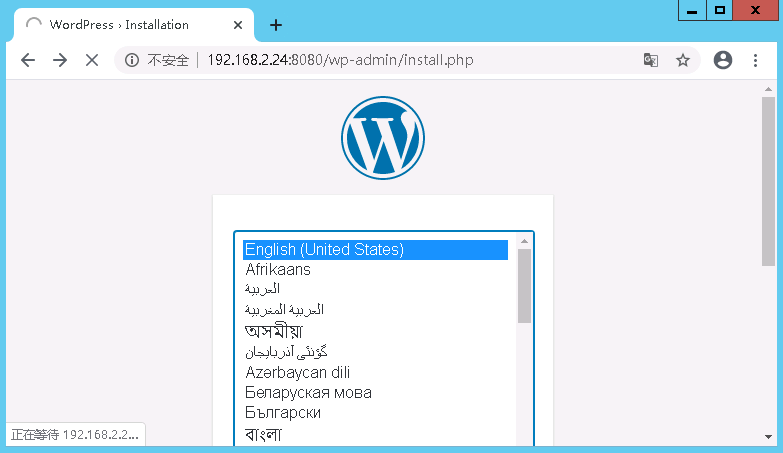 WordPress › Installation
不安全 192.168.2.24:8080/wp-admin/install.php
English (United States)
Afrikaans
العربية
العربية المغربية
অসমীয়া
گؤنئی آذربایجان
Azərbaycan dili
Беларуская мова
Български
বাংলা
正在等待 192.168.2.2...